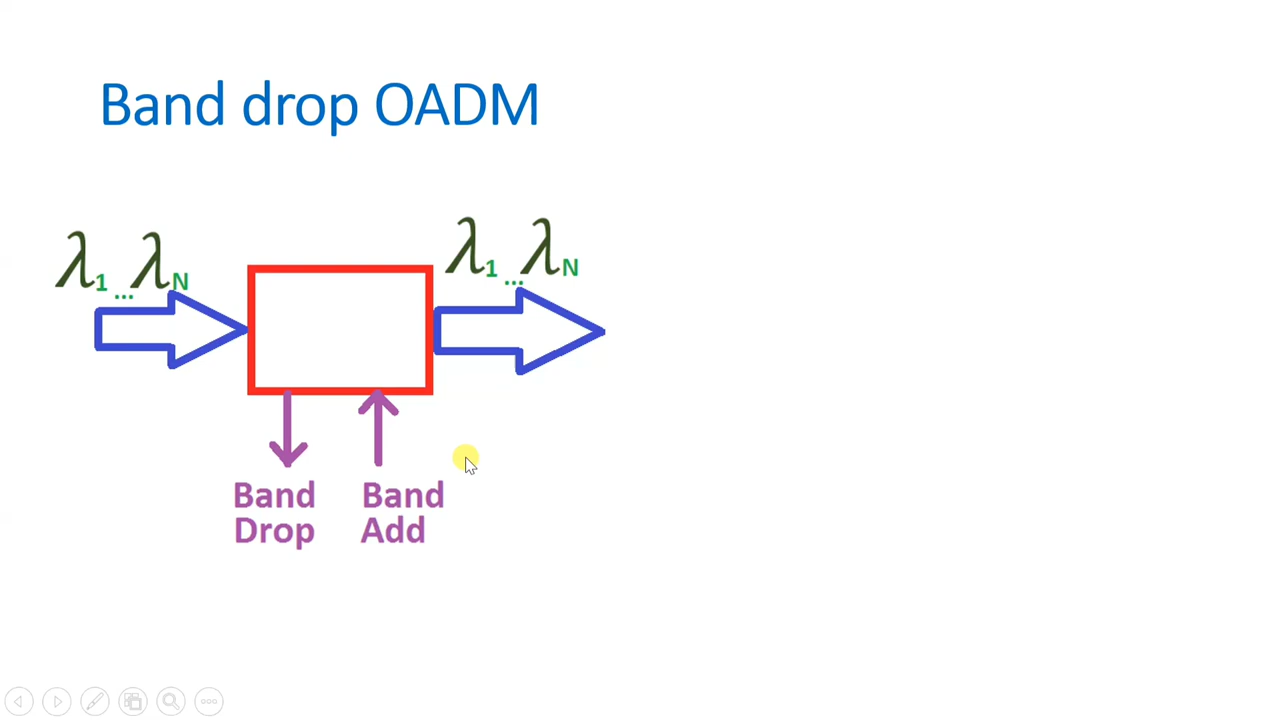 Band drop OADM
λ1 ... λN
λ1 ... λN
Band Drop
Band Add